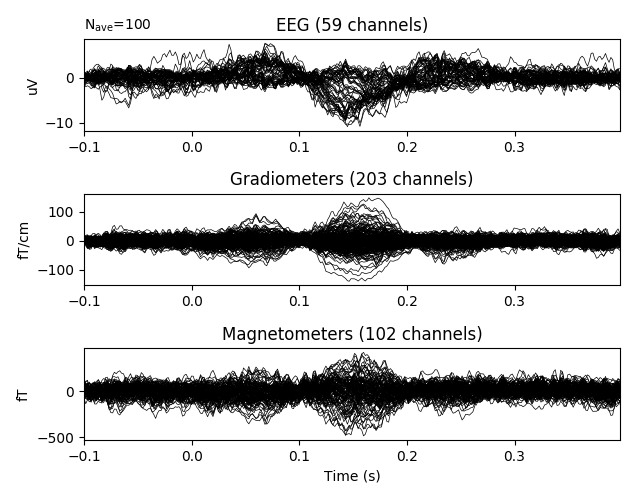 Nave=100
EEG (59 channels)
uV
0
−10
−0.1 0.0 0.1 0.2 0.3
Gradiometers (203 channels)
fT/cm
100
0
−100
−0.1 0.0 0.1 0.2 0.3
Magnetometers (102 channels)
fT
0
−500
−0.1 0.0 0.1 0.2 0.3
Time (s)